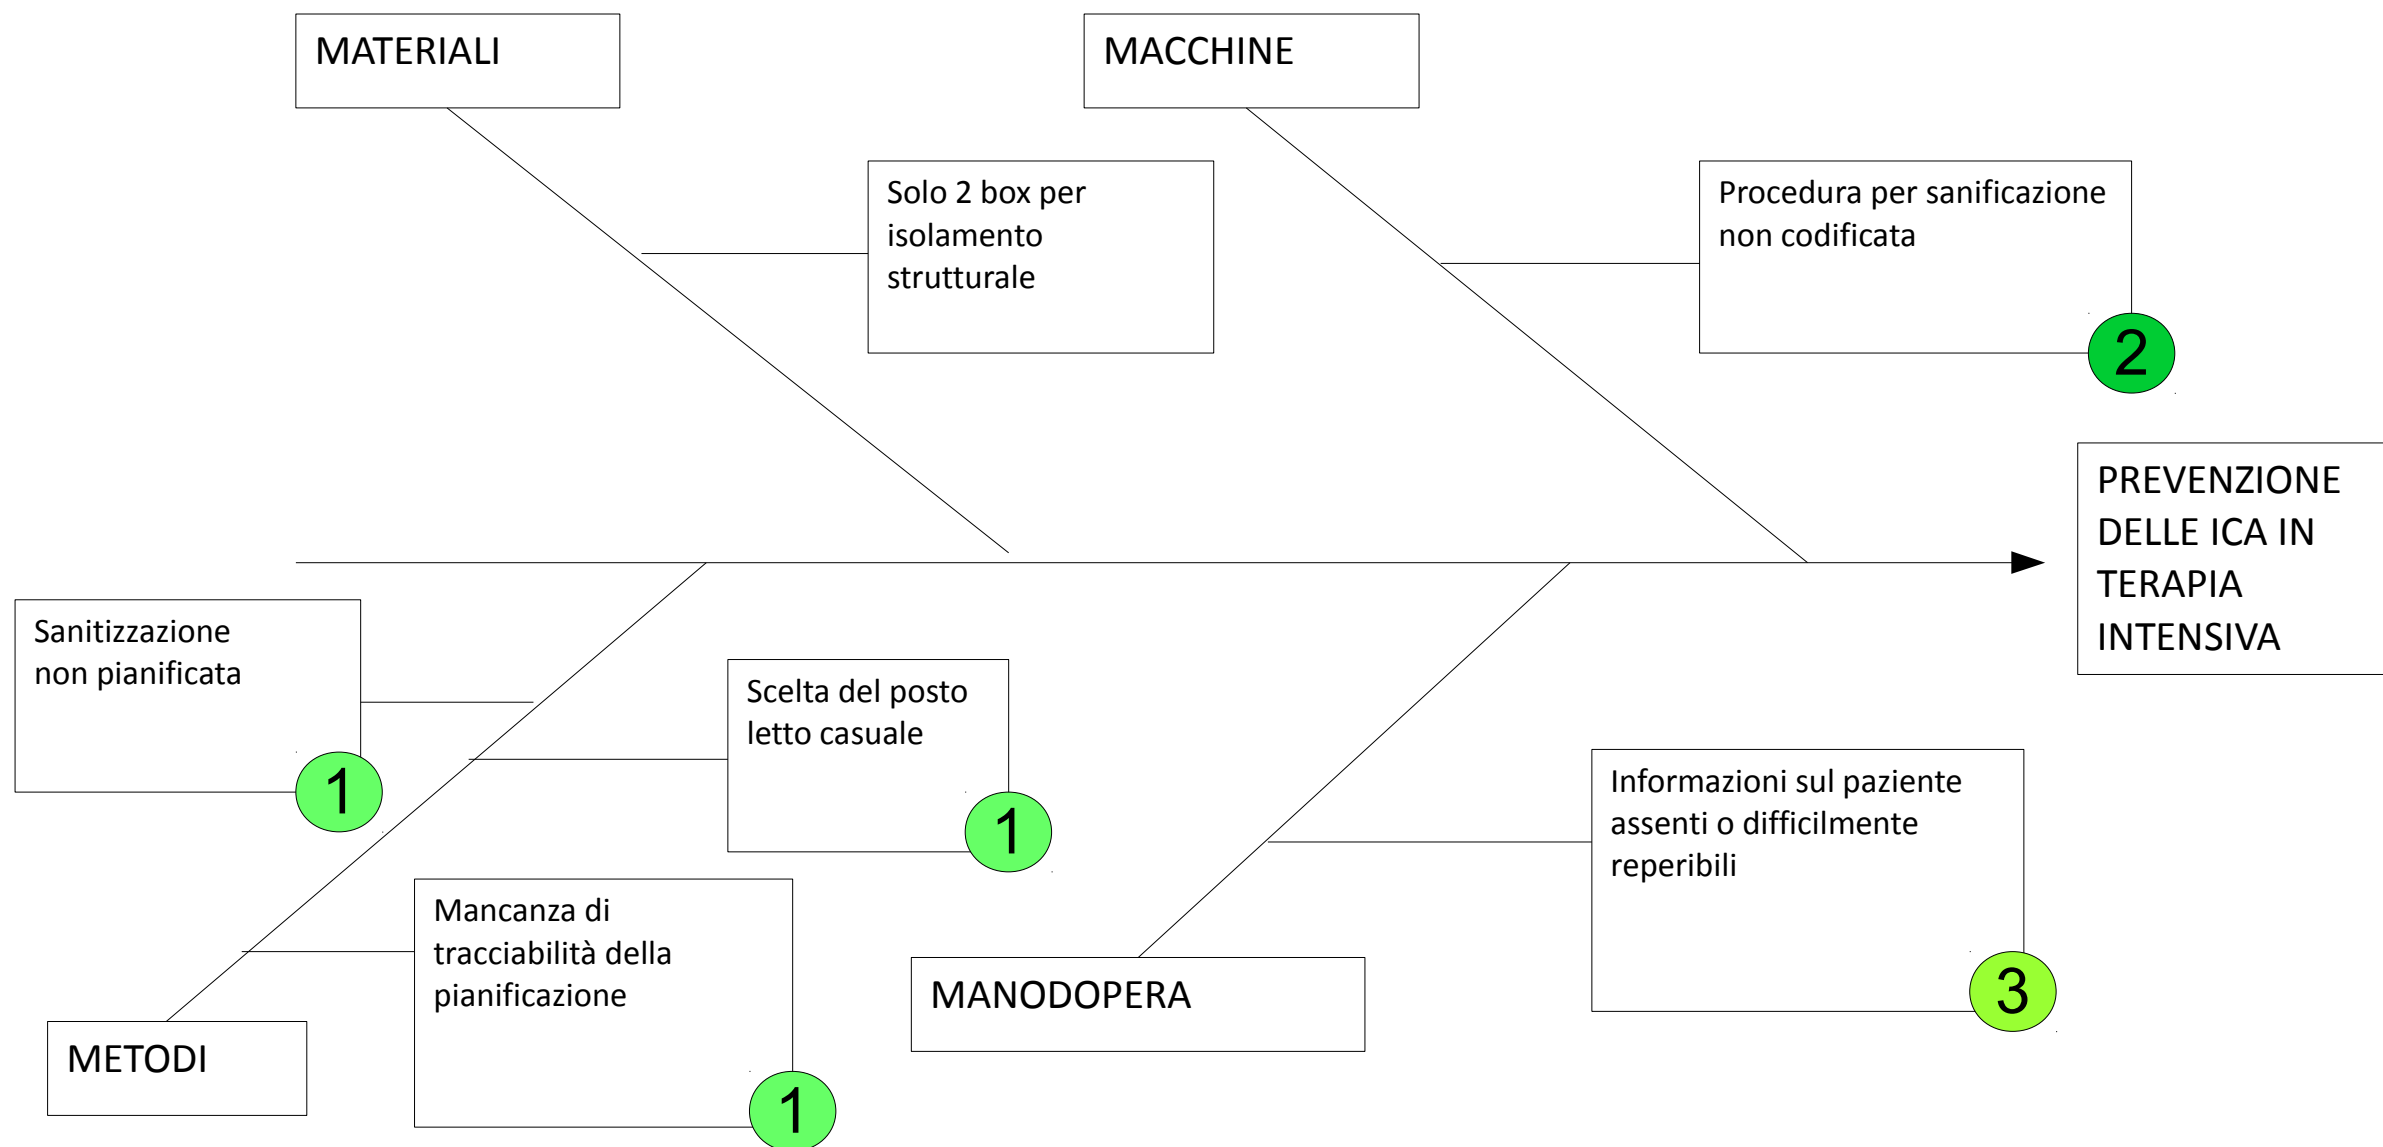 MATERIALI
MACCHINE
Solo 2 box per
isolamento
strutturale
Procedura per sanificazione
non codificata
2
PREVENZIONE
DELLE ICA IN
TERAPIA
INTENSIVA
Sanitizzazione
non pianificata
1
Scelta del posto
letto casuale
1
Informazioni sul paziente
assenti o difficilmente
reperibili
3
Mancanza di
tracciabilità della
pianificazione
1
MANODOPERA
METODI